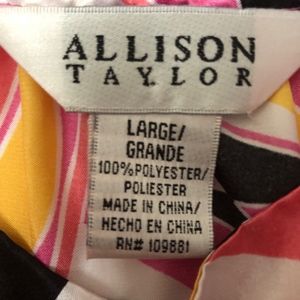 ALLISON
TAYLOR
LARGE/
GRANDE
100% POLYESTER/
POLIESTER
MADE IN CHINA/
HECHO EN CHINA
RN# 109881